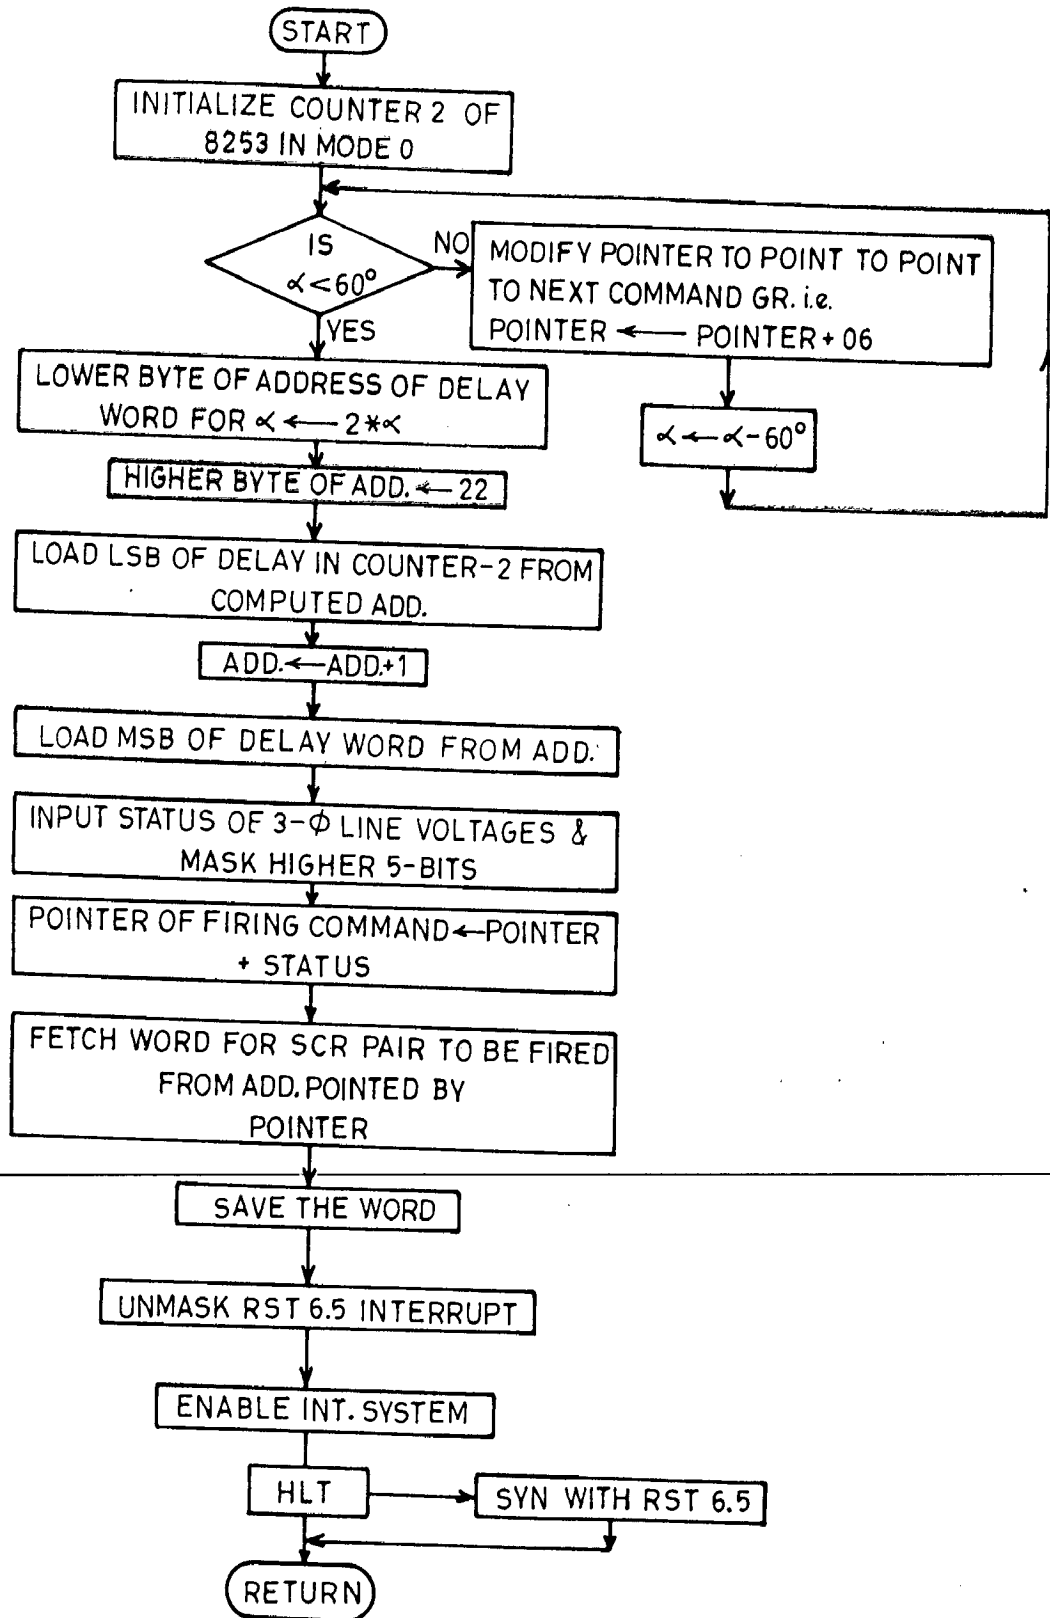 START
INITIALIZE COUNTER 2 OF
8253 IN MODE 0
IS
α<60°
NO
YES
MODIFY POINTER TO POINT TO POINT
TO NEXT COMMAND GR. i.e.
POINTER ← POINTER + 06
α ← α-60°
LOWER BYTE OF ADDRESS OF DELAY
WORD FOR α ← 2*α
HIGHER BYTE OF ADD. ← 22
LOAD LSB OF DELAY IN COUNTER-2 FROM
COMPUTED ADD.
ADD.←ADD.+1
LOAD MSB OF DELAY WORD FROM ADD.
INPUT STATUS OF 3-Φ LINE VOLTAGES &
MASK HIGHER 5-BITS
POINTER OF FIRING COMMAND←POINTER
+ STATUS
FETCH WORD FOR SCR PAIR TO BE FIRED
FROM ADD. POINTED BY
POINTER
SAVE THE WORD
UNMASK RST 6.5 INTERRUPT
ENABLE INT. SYSTEM
HLT
SYN WITH RST 6.5
RETURN